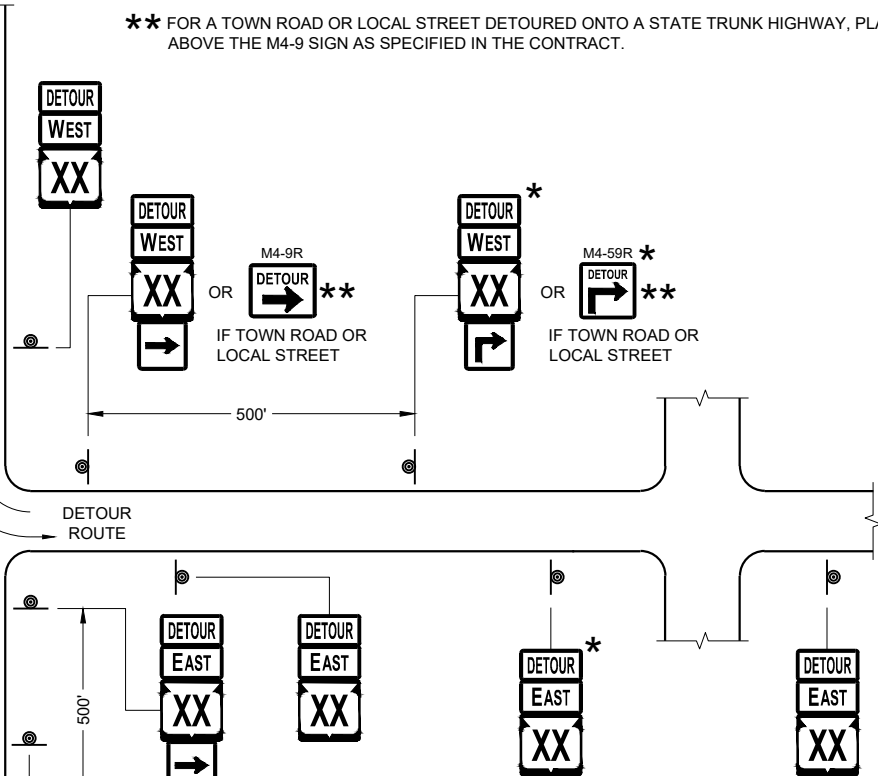 ** FOR A TOWN ROAD OR LOCAL STREET DETOURED ONTO A STATE TRUNK HIGHWAY,
ABOVE THE M4-9 SIGN AS SPECIFIED IN THE CONTRACT.
DETOUR
WEST
XX
DETOUR
WEST
XX
OR
M4-9R
DETOUR
**
IF TOWN ROAD OR
LOCAL STREET
DETOUR *
WEST
XX
OR
M4-59R *
DETOUR
**
IF TOWN ROAD OR
LOCAL STREET
500'
DETOUR
ROUTE
DETOUR
EAST
XX
500'
DETOUR
EAST
XX
DETOUR *
EAST
XX
DETOUR
EAST
XX